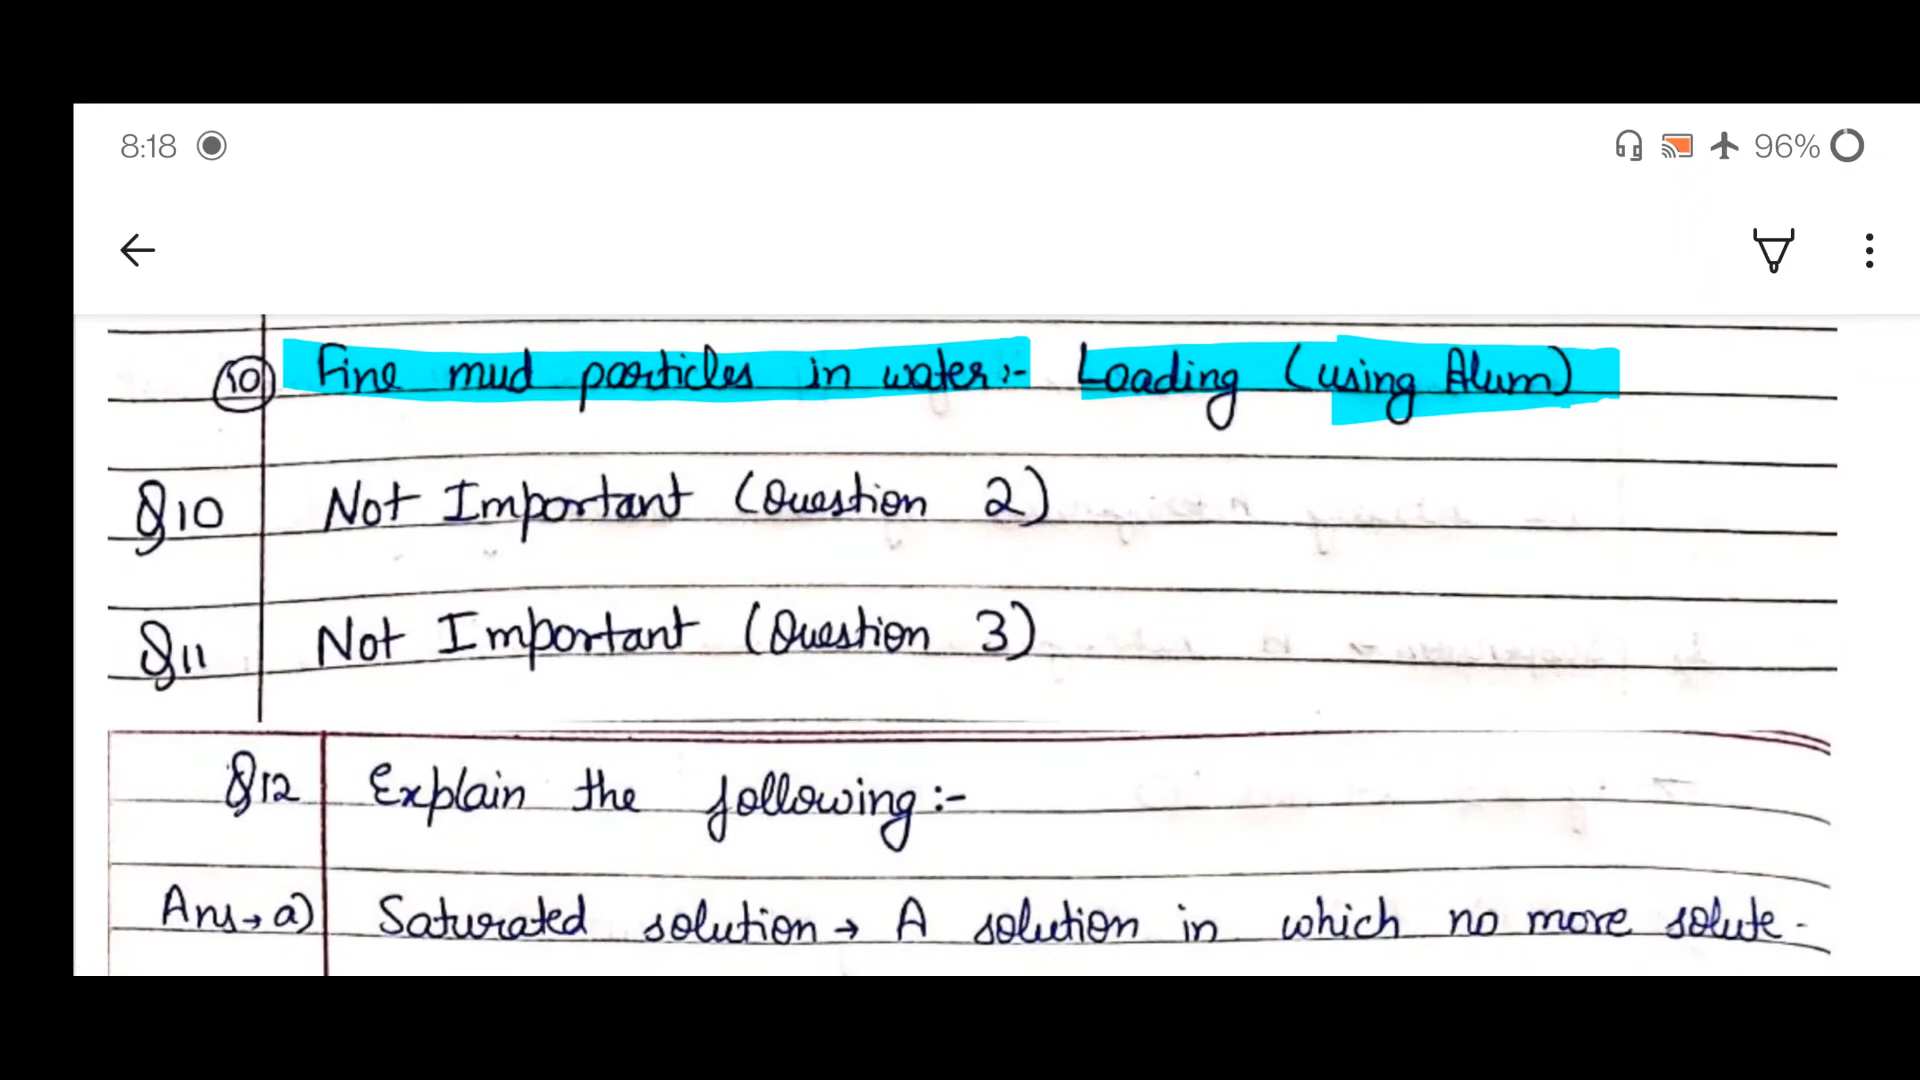 8:18 96%
10 Fine mud particles in water:- Loading (using Alum)
Q10 Not Important (Question 2)
Q11 Not Important (Question 3)
Q12 Explain the following:-
Ans→a) Saturated solution → A solution in which no more solute-